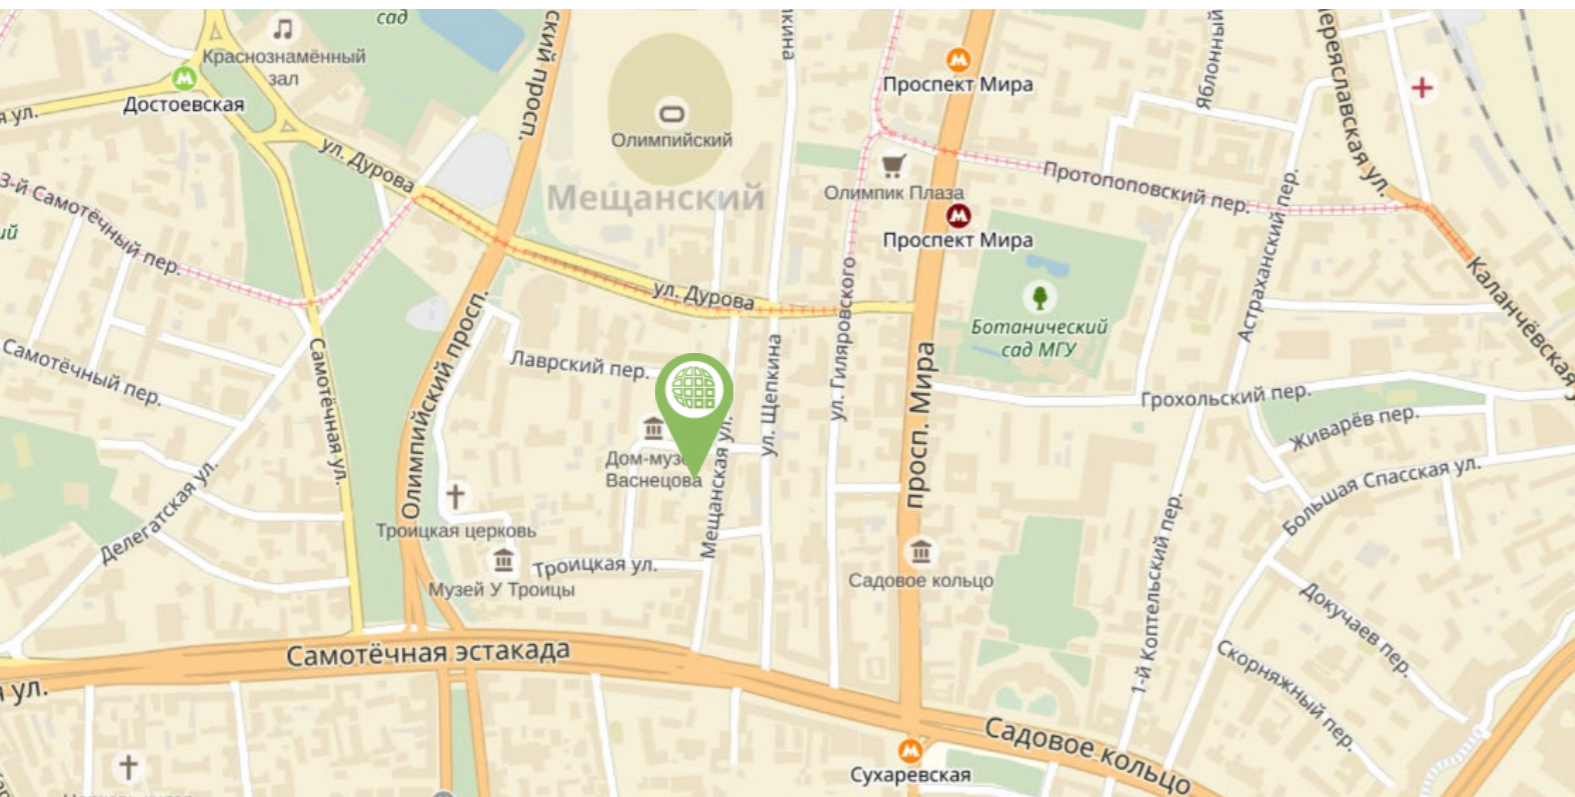 сад
ский просп.
кина
Яблонный
Переяславская ул.
Краснознамённый
зал
Проспект Мира
Достоевская
я ул.
ул. Дурова
Олимпийский
Мещанский
Олимпик Плаза
Протопоповский пер.
3-й Самотёчный пер.
ий
Проспект Мира
Астраханский пер.
Каланчёвская у
ул. Дурова
ул. Гиляровского
Ботанический
сад МГУ
Самотёчный пер.
Самотёчная ул.
Олимпийский просп.
Лаврский пер.
ул. Щепкина
просп. Мира
Грохольский пер.
Живарёв пер.
Дом-музе
Васнецова
Мещанская ул.
Большая Спасская ул.
Делегатская ул.
Троицкая церковь
Троицкая ул.
Музей У Троицы
Садовое кольцо
1-й Коптельский пер.
Докучаев пер.
Скорняжный пер.
Самотёчная эстакада
я ул.
Садовое кольцо
Сухаревская